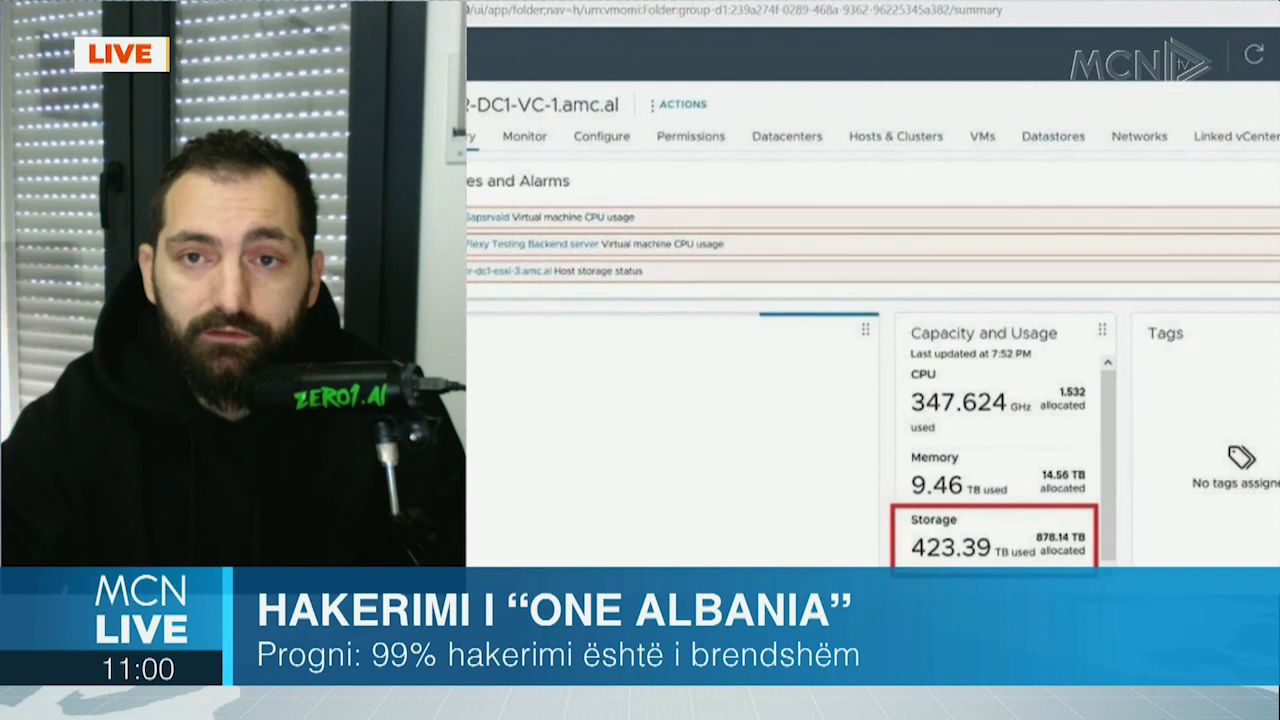 LIVE
/ui/app/folder;nav=h/urn:vmomi:Folder:group-d1:239a274f-0289-468a-9362-96225345a382/summary
MCN TV
-DC1-VC-1.amc.al
ACTIONS
Monitor Configure Permissions Datacenters Hosts & Clusters VMs Datastores Networks Linked vCenter
es and Alarms
Sapsrvald Virtual machine CPU usage
Flexy Testing Backend server Virtual machine CPU usage
r-dc1-esxi-3.amc.al Host storage status
Capacity and Usage
Last updated at 7:52 PM
CPU
347.624 GHz used
1.532 allocated
Memory
9.46 TB used
14.56 TB allocated
Storage
423.39 TB used
878.14 TB allocated
Tags
No tags assigne
ZERO1.AI
MCN
LIVE
11:00
HAKERIMI I “ONE ALBANIA”
Progni: 99% hakerimi është i brendshëm